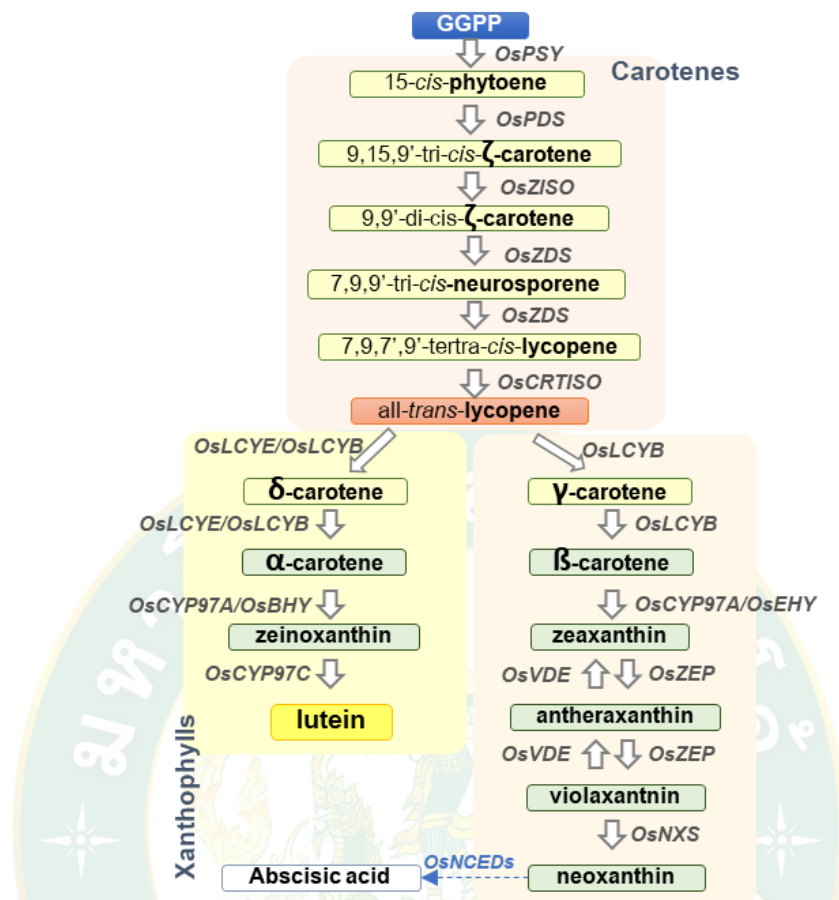 GGPP
OsPSY
Carotenes
15-cis-phytoene
OsPDS
9,15,9’-tri-cis-ζ-carotene
OsZISO
9,9’-di-cis-ζ-carotene
OsZDS
7,9,9’-tri-cis-neurosporene
OsZDS
7,9,7’,9’-tertra-cis-lycopene
OsCRTISO
all-trans-lycopene
OsLCYE/OsLCYB
OsLCYB
δ-carotene
γ-carotene
OsLCYE/OsLCYB
OsLCYB
α-carotene
ß-carotene
OsCYP97A/OsBHY
OsCYP97A/OsEHY
zeinoxanthin
zeaxanthin
OsCYP97C
OsVDE
OsZEP
lutein
antheraxanthin
OsVDE
OsZEP
Xanthophylls
violaxantnin
OsNXS
OsNCEDs
Abscisic acid
neoxanthin